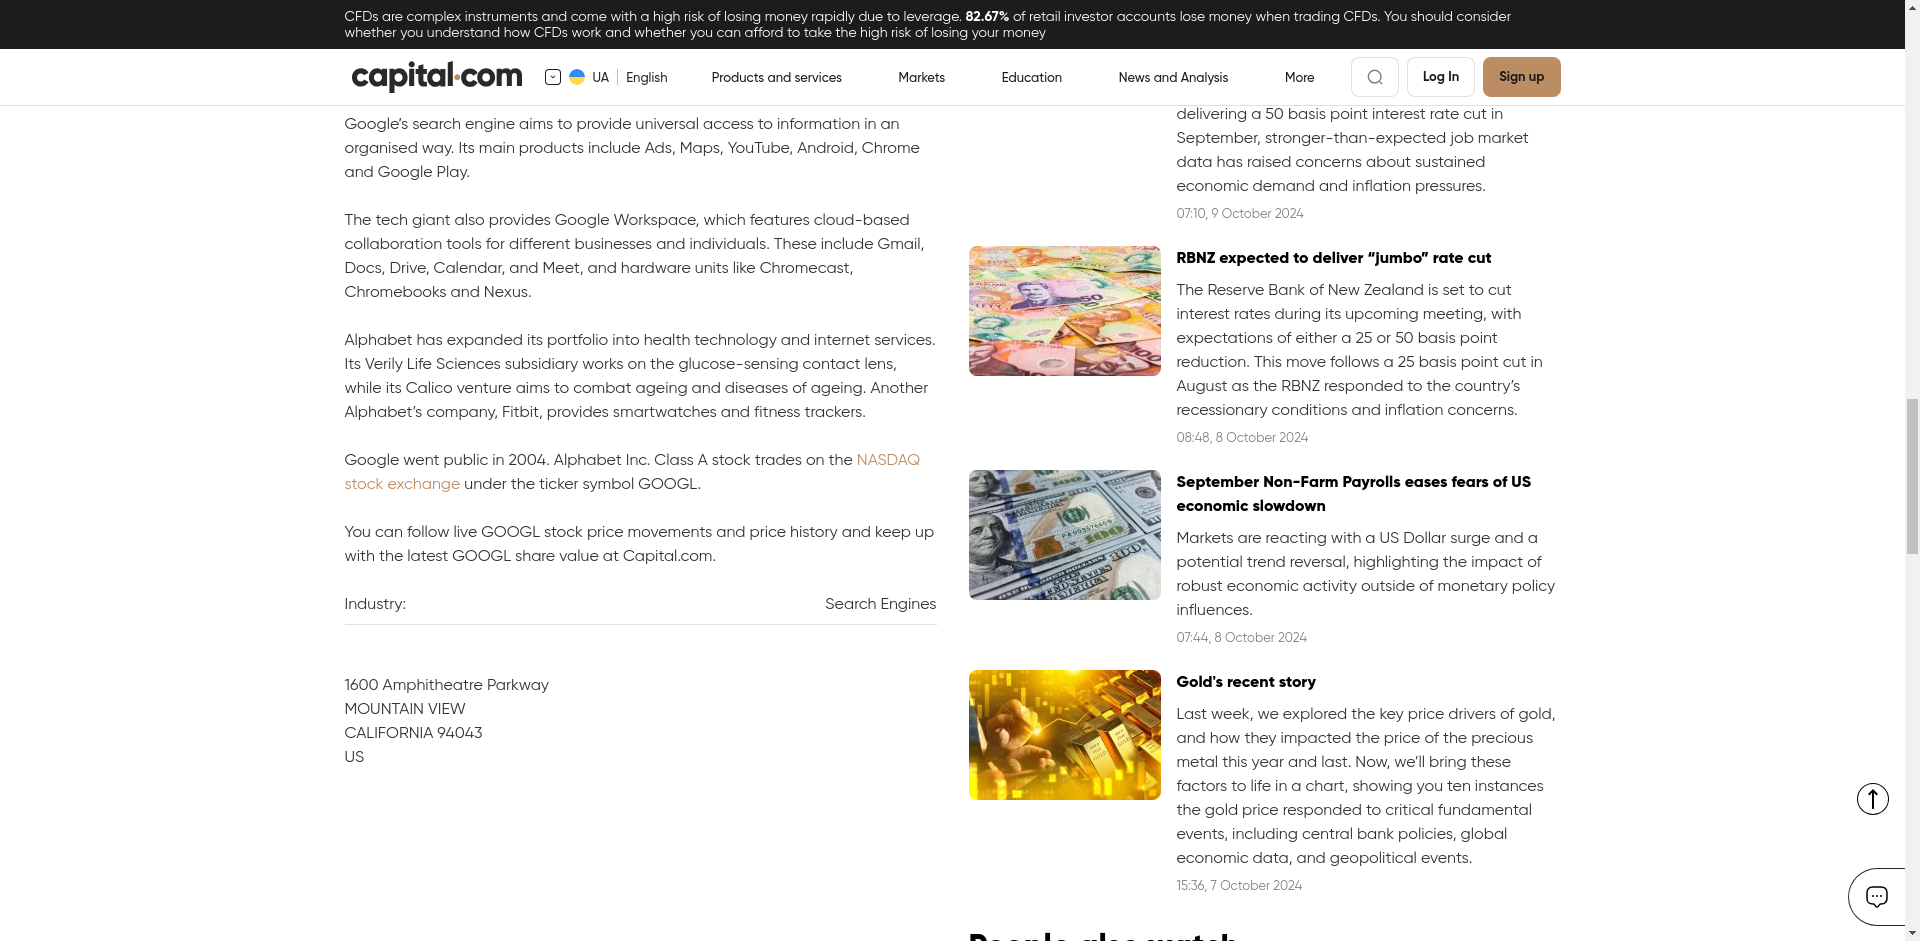 CFDs are complex instruments and come with a high risk of losing money rapidly due to leverage. 82.67% of retail investor accounts lose money when trading CFDs. You should consider
whether you understand how CFDs work and whether you can afford to take the high risk of losing your money
capital.com
UA
English
Products and services
Markets
Education
News and Analysis
More
Log In
Sign up
Google’s search engine aims to provide universal access to information in an
organised way. Its main products include Ads, Maps, YouTube, Android, Chrome
and Google Play.
The tech giant also provides Google Workspace, which features cloud-based
collaboration tools for different businesses and individuals. These include Gmail,
Docs, Drive, Calendar, and Meet, and hardware units like Chromecast,
Chromebooks and Nexus.
Alphabet has expanded its portfolio into health technology and internet services.
Its Verily Life Sciences subsidiary works on the glucose-sensing contact lens,
while its Calico venture aims to combat ageing and diseases of ageing. Another
Alphabet’s company, Fitbit, provides smartwatches and fitness trackers.
Google went public in 2004. Alphabet Inc. Class A stock trades on the NASDAQ
stock exchange under the ticker symbol GOOGL.
You can follow live GOOGL stock price movements and price history and keep up
with the latest GOOGL share value at Capital.com.
Industry:
Search Engines
1600 Amphitheatre Parkway
MOUNTAIN VIEW
CALIFORNIA 94043
US
delivering a 50 basis point interest rate cut in
September, stronger-than-expected job market
data has raised concerns about sustained
economic demand and inflation pressures.
07:10, 9 October 2024
RBNZ expected to deliver “jumbo” rate cut
The Reserve Bank of New Zealand is set to cut
interest rates during its upcoming meeting, with
expectations of either a 25 or 50 basis point
reduction. This move follows a 25 basis point cut in
August as the RBNZ responded to the country’s
recessionary conditions and inflation concerns.
08:48, 8 October 2024
September Non-Farm Payrolls eases fears of US
economic slowdown
Markets are reacting with a US Dollar surge and a
potential trend reversal, highlighting the impact of
robust economic activity outside of monetary policy
influences.
07:44, 8 October 2024
Gold's recent story
Last week, we explored the key price drivers of gold,
and how they impacted the price of the precious
metal this year and last. Now, we’ll bring these
factors to life in a chart, showing you ten instances
the gold price responded to critical fundamental
events, including central bank policies, global
economic data, and geopolitical events.
15:36, 7 October 2024
People also watch